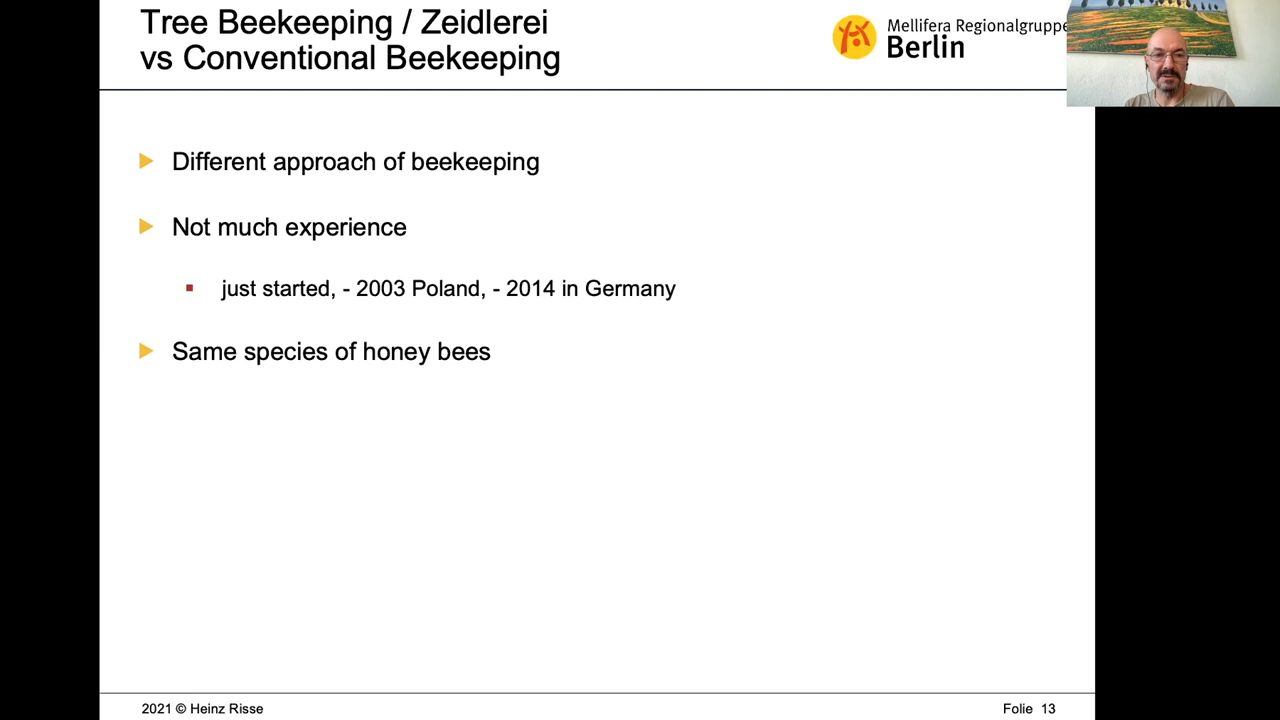 Tree Beekeeping / Zeidlerei
vs Conventional Beekeeping
Mellifera Regionalgruppe
Berlin
Different approach of beekeeping
Not much experience
just started, - 2003 Poland, - 2014 in Germany
Same species of honey bees
2021 © Heinz Risse
Folie 13